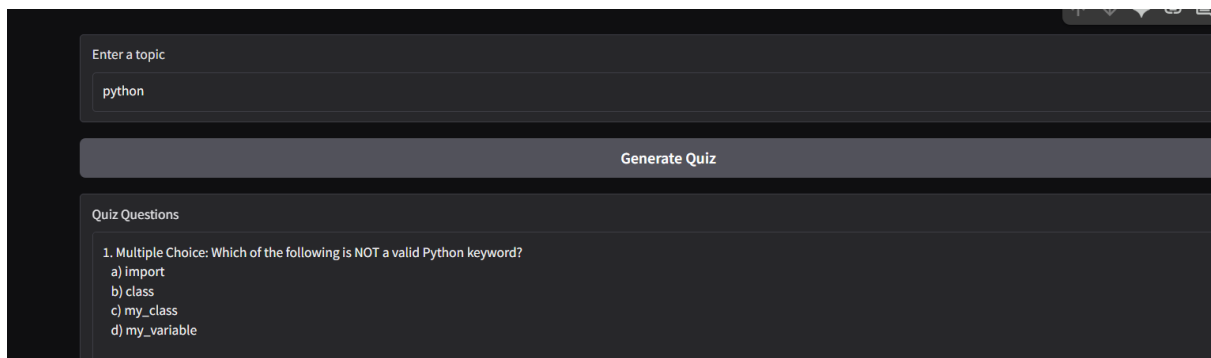 Enter a topic
python
Generate Quiz
Quiz Questions
1. Multiple Choice: Which of the following is NOT a valid Python keyword?
a) import
b) class
c) my_class
d) my_variable